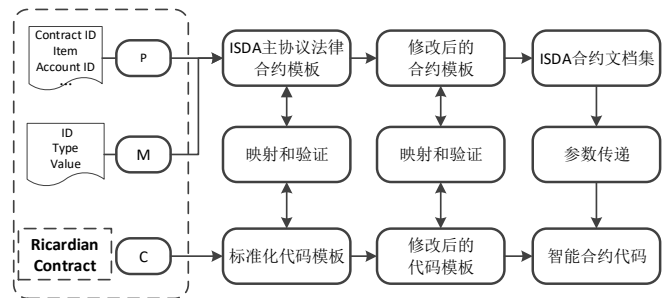 Contract ID
Item
Account ID
...
P
ISDA主协议法律
合约模板
修改后的
合约模板
ISDA合约文档集
ID
Type
Value
M
映射和验证
映射和验证
参数传递
Ricardian
Contract
C
标准化代码模板
修改后的
代码模板
智能合约代码